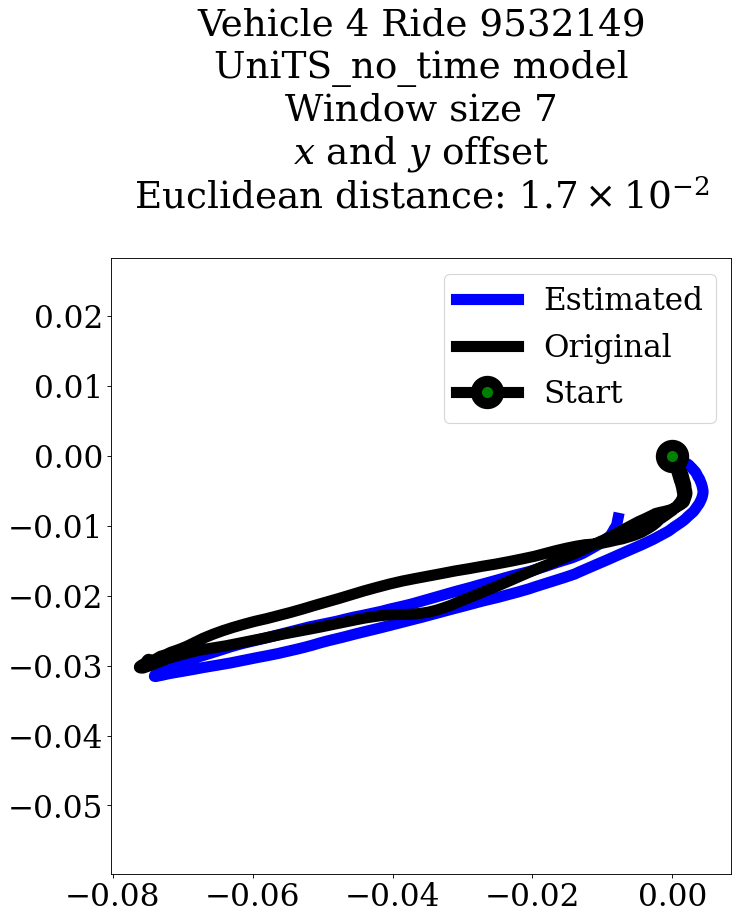 Vehicle 4 Ride 9532149
UniTS_no_time model
Window size 7
x and y offset
Euclidean distance: 1.7 × 10⁻²
Estimated
Original
Start
0.02
0.01
0.00
−0.01
−0.02
−0.03
−0.04
−0.05
−0.08 −0.06 −0.04 −0.02 0.00